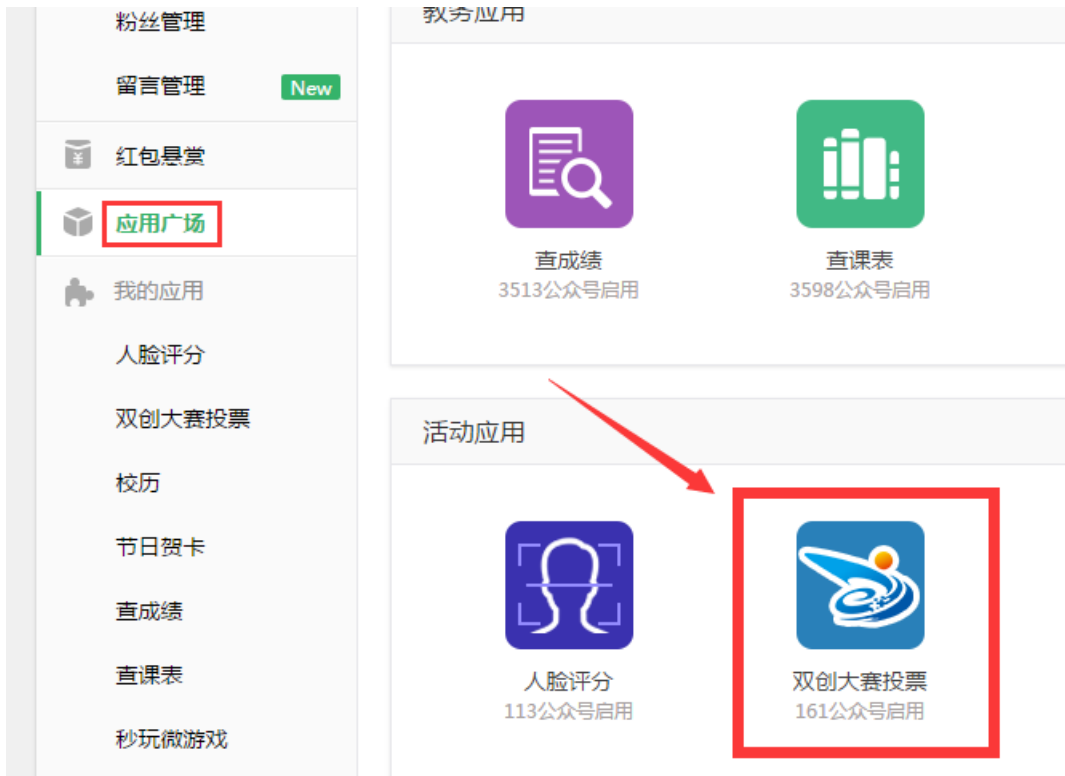 粉丝管理
留言管理 New
红包悬赏
应用广场
我的应用
人脸评分
双创大赛投票
校历
节日贺卡
查成绩
查课表
秒玩微游戏
教务应用
查成绩
3513公众号启用
查课表
3598公众号启用
活动应用
人脸评分
113公众号启用
双创大赛投票
161公众号启用